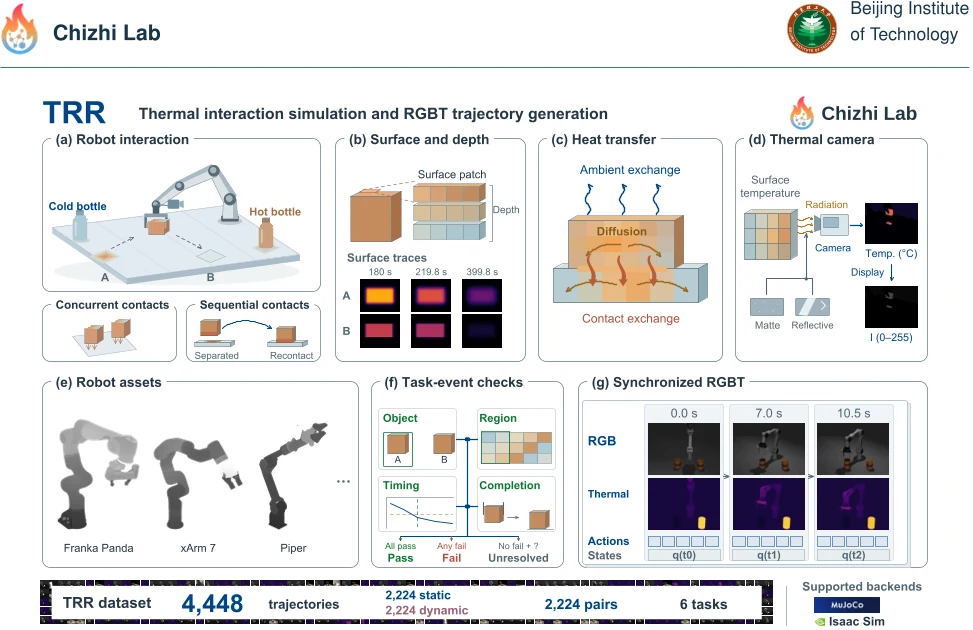 Chizhi Lab
Beijing Institute
of Technology
TRR
Thermal interaction simulation and RGBT trajectory generation
Chizhi Lab
(a) Robot interaction
Cold bottle
Hot bottle
A
B
Concurrent contacts
Sequential contacts
Separated
Recontact
(b) Surface and depth
Surface patch
Depth
Surface traces
180 s
219.8 s
399.8 s
A
B
(c) Heat transfer
Ambient exchange
Diffusion
Contact exchange
(d) Thermal camera
Surface
temperature
Radiation
Camera
Temp. (°C)
Display
Matte
Reflective
I (0–255)
(e) Robot assets
Franka Panda
xArm 7
Piper
...
(f) Task-event checks
Object
A
B
Region
Timing
Completion
All pass
Pass
Any fail
Fail
No fail + ?
Unresolved
(g) Synchronized RGBT
0.0 s
7.0 s
10.5 s
RGB
Thermal
Actions
States
q(t0)
q(t1)
q(t2)
TRR dataset
4,448
trajectories
2,224 static
2,224 dynamic
2,224 pairs
6 tasks
Supported backends
MuJoCo
Isaac Sim